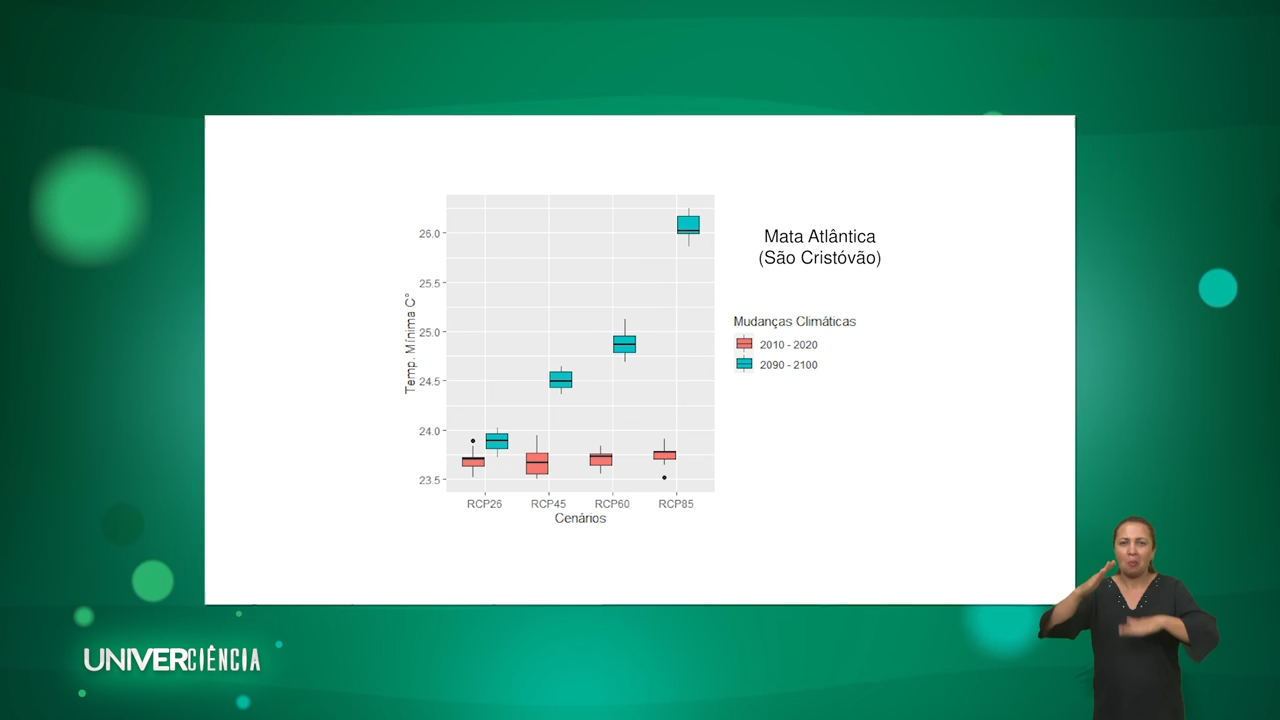 Mata Atlântica
(São Cristóvão)
Temp. Mínima C°
26.0
25.5
25.0
24.5
24.0
23.5
RCP26
RCP45
RCP60
RCP85
Cenários
Mudanças Climáticas
2010 - 2020
2090 - 2100
UNIVERCIÊNCIA